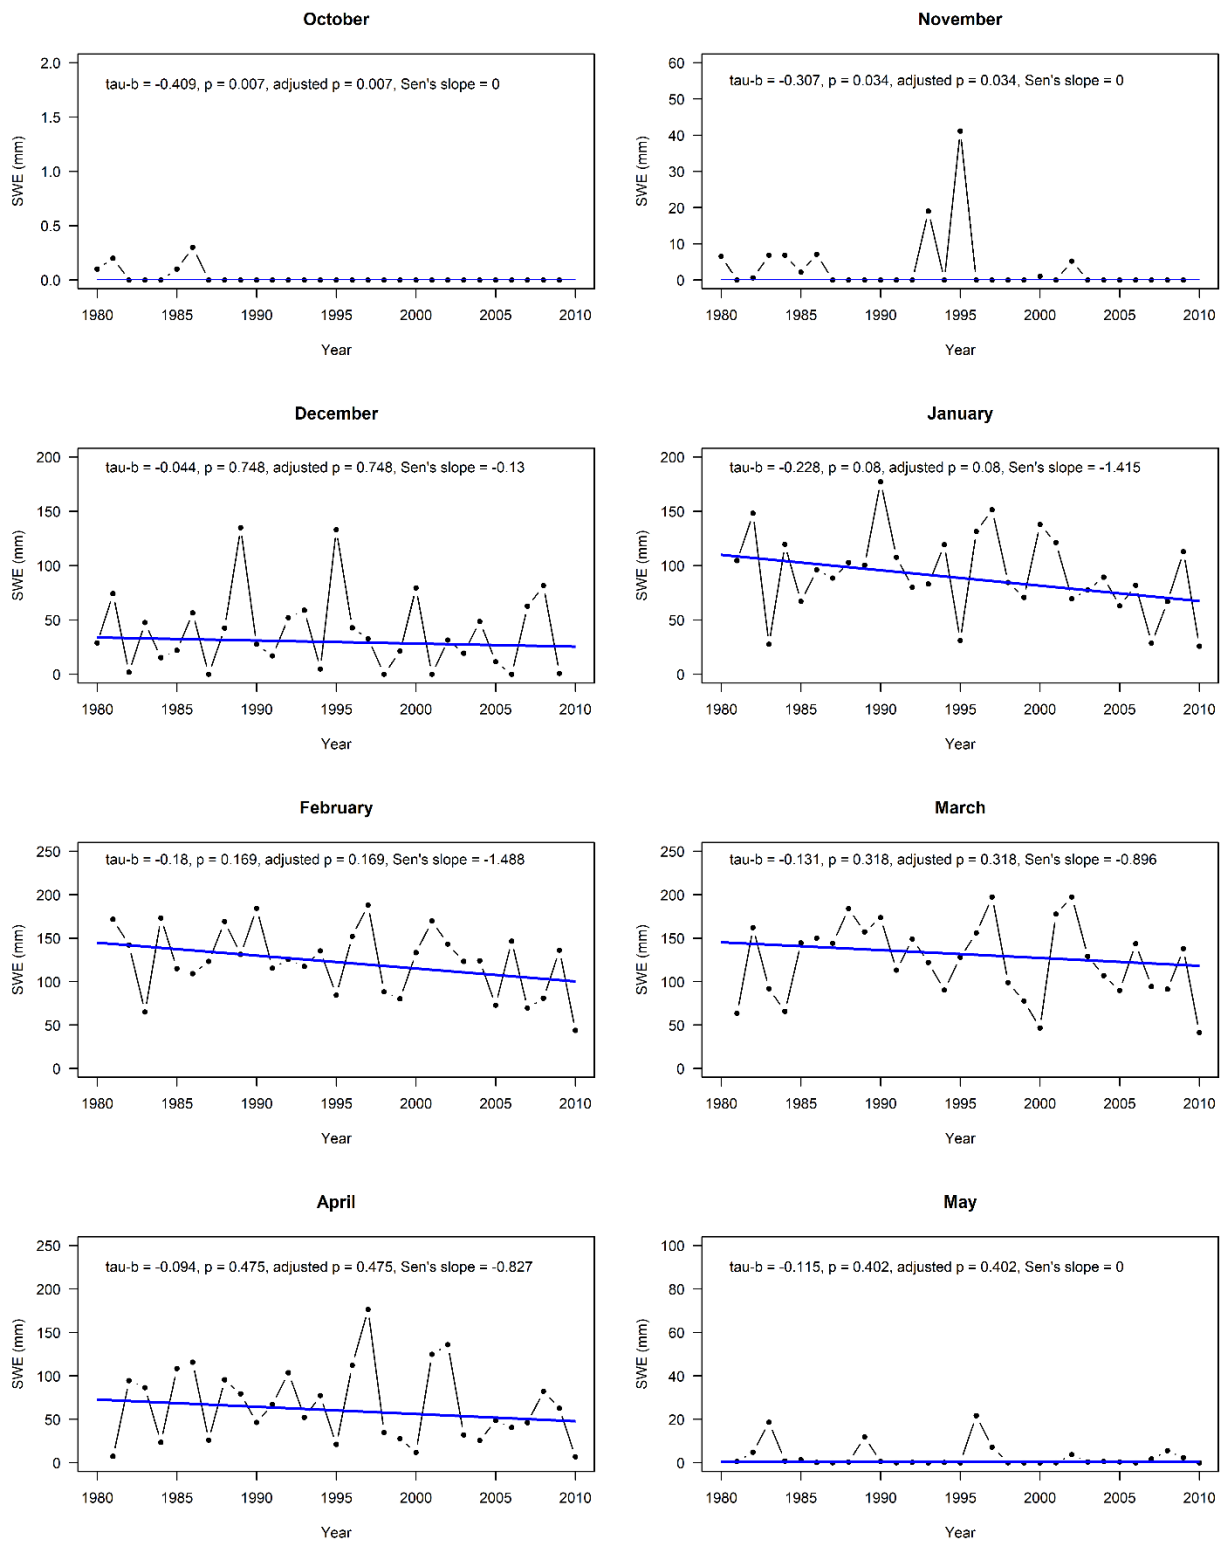 October
tau-b = -0.409, p = 0.007, adjusted p = 0.007, Sen's slope = 0
SWE (mm)
2.0
1.5
1.0
0.5
0.0
1980 1985 1990 1995 2000 2005 2010
Year
November
tau-b = -0.307, p = 0.034, adjusted p = 0.034, Sen's slope = 0
SWE (mm)
60
50
40
30
20
10
0
1980 1985 1990 1995 2000 2005 2010
Year
December
tau-b = -0.044, p = 0.748, adjusted p = 0.748, Sen's slope = -0.13
SWE (mm)
200
150
100
50
0
1980 1985 1990 1995 2000 2005 2010
Year
January
tau-b = -0.228, p = 0.08, adjusted p = 0.08, Sen's slope = -1.415
SWE (mm)
200
150
100
50
0
1980 1985 1990 1995 2000 2005 2010
Year
February
tau-b = -0.18, p = 0.169, adjusted p = 0.169, Sen's slope = -1.488
SWE (mm)
250
200
150
100
50
0
1980 1985 1990 1995 2000 2005 2010
Year
March
tau-b = -0.131, p = 0.318, adjusted p = 0.318, Sen's slope = -0.896
SWE (mm)
250
200
150
100
50
0
1980 1985 1990 1995 2000 2005 2010
Year
April
tau-b = -0.094, p = 0.475, adjusted p = 0.475, Sen's slope = -0.827
SWE (mm)
250
200
150
100
50
0
1980 1985 1990 1995 2000 2005 2010
Year
May
tau-b = -0.115, p = 0.402, adjusted p = 0.402, Sen's slope = 0
SWE (mm)
100
80
60
40
20
0
1980 1985 1990 1995 2000 2005 2010
Year